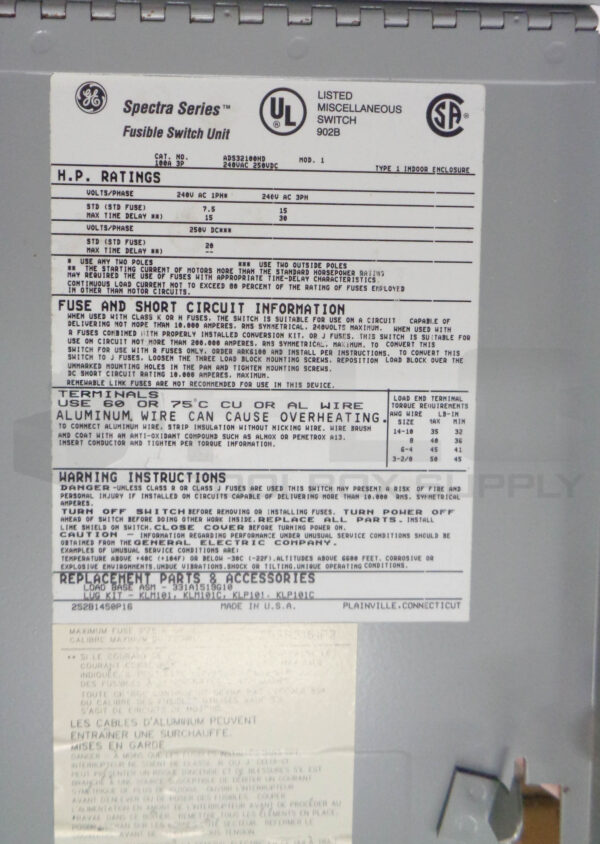 GE
Spectra Series™
Fusible Switch Unit
UL
LISTED
MISCELLANEOUS
SWITCH
902B
CAT. NO. ADS32100HD MOD. 1
100A 3P 240VAC 250VDC TYPE 1 INDOOR ENCLOSURE
H.P. RATINGS
VOLTS/PHASE 240V AC 1PH* 240V AC 3PH
STD (STD FUSE) 7.5 15
MAX TIME DELAY **) 15 30
VOLTS/PHASE 250V DC***
STD (STD FUSE) 20
MAX TIME DELAY **) --
* USE ANY TWO POLES *** USE TWO OUTSIDE POLES
** THE STARTING CURRENT OF MOTORS MORE THAN THE STANDARD HORSEPOWER RATING
MAY REQUIRED THE USE OF FUSES WITH APPROPRIATE TIME-DELAY CHARACTERISTICS.
CONTINUOUS LOAD CURRENT NOT TO EXCEED 80 PERCENT OF THE RATING OF FUSES EMPLOYED
IN OTHER THAN MOTOR CIRCUITS.
FUSE AND SHORT CIRCUIT INFORMATION
WHEN USED WITH CLASS K OR H FUSES. THE SWITCH IS SUITABLE FOR USE ON A CIRCUIT CAPABLE OF
DELIVERING NOT MORE THAN 10.000 AMPERES. RMS SYMMETRICAL. 240VOLTS MAXIMUM. WHEN USED WITH
R FUSES COMBINED WITH PROPERLY INSTALLED CONVERSION KIT. OR J FUSES. THIS SWITCH IS SUITABLE FOR
USE ON CIRCUIT NOT MORE THAN 200.000 AMPERES. RMS SYMMETRICAL. MAXIMUM. TO CONVERT THIS
SWITCH FOR USE WITH R FUSES ONLY. ORDER ARK6100 AND INSTALL PER INSTRUCTIONS. TO CONVERT THIS
SWITCH TO J FUSES. LOOSEN THE THREE LOAD BLOCK MOUNTING SCREWS. REPOSITION LOAD BLOCK OVER THE
UNMARKED MOUNTING HOLES IN THE PAN AND TIGHTEN MOUNTING SCREWS.
DC SHORT CIRCUIT RATING 10.000 AMPERES. MAXIMUM.
RENEWABLE LINK FUSES ARE NOT RECOMMENDED FOR USE IN THIS DEVICE.
TERMINALS
USE 60 OR 75°C CU OR AL WIRE
ALUMINUM WIRE CAN CAUSE OVERHEATING.
TO CONNECT ALUMINUM WIRE. STRIP INSULATION WITHOUT NICKING WIRE. WIRE BRUSH
AND COAT WITH AN ANTI-OXIDANT COMPOUND SUCH AS ALNOX OR PENETROX A13.
INSERT CONDUCTOR AND TIGHTEN PER TORQUE INFORMATION.
LOAD END TERMINAL
TORQUE REQUIREMENTS
AWG WIRE LB-IN
SIZE MAX MIN
14-10 35 32
8 40 36
6-4 45 41
3-2/0 50 45
WARNING INSTRUCTIONS
DANGER-UNLESS CLASS R OR CLASS J FUSES ARE USED THIS SWITCH MAY PRESENT A RISK OF FIRE AND
PERSONAL INJURY IF INSTALLED ON CIRCUITS CAPABLE OF DELIVERING MORE THAN 10.000 RMS. SYMMETRICAL
AMPERES.
TURN OFF SWITCH BEFORE REMOVING OR INSTALLING FUSES. TURN POWER OFF
AHEAD OF SWITCH BEFORE DOING OTHER WORK INSIDE. REPLACE ALL PARTS. INSTALL
LINE SHIELD ON SWITCH. CLOSE COVER BEFORE TURNING POWER ON.
CAUTION - INFORMATION REGARDING PERFORMANCE UNDER UNUSUAL SERVICE CONDITIONS SHOULD BE
OBTAINED FROM THE GENERAL ELECTRIC COMPANY.
EXAMPLES OF UNUSUAL SERVICE CONDITIONS ARE:
TEMPERATURE ABOVE +40C (+104F) OR BELOW -30C (-22F). ALTITUDES ABOVE 6600 FEET. CORROSIVE OR
EXPLOSIVE ENVIRONMENTS. UNDUE VIBRATIONS. SHOCK OR TILTING. UNIQUE OPERATING CONDITIONS.
REPLACEMENT PARTS & ACCESSORIES
LOAD BASE ASM - 331A1519G10
LUG KIT - KLM101, KLM101C, KLP101, KLP101C
252B1450P16 MADE IN U.S.A. PLAINVILLE.CONNECTICUT
** SI LE COURANT DE
LES CABLES D'ALUMINUM PEUVENT
ENTRAINER UNE SURCHAUFFE.
MISES EN GARDE
SUPPLY